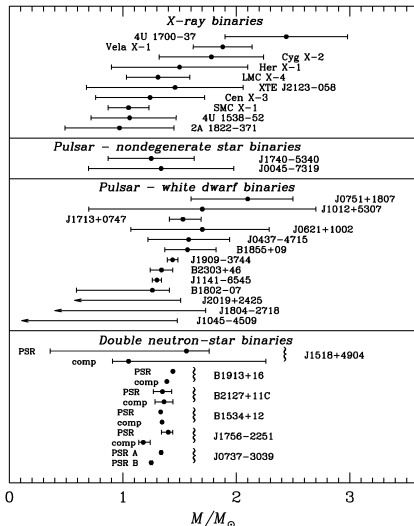 X-ray binaries
4U 1700-37
Vela X-1
Cyg X-2
Her X-1
LMC X-4
XTE J2123-058
Cen X-3
SMC X-1
4U 1538-52
2A 1822-371
Pulsar - nondegenerate star binaries
J1740-5340
J0045-7319
Pulsar - white dwarf binaries
J0751+1807
J1012+5307
J1713+0747
J0621+1002
J0437-4715
B1855+09
J1909-3744
B2303+46
J1141-6545
B1802-07
J2019+2425
J1804-2718
J1045-4509
Double neutron-star binaries
PSR
J1518+4904
comp
PSR
B1913+16
comp
PSR
B2127+11C
comp
PSR
B1534+12
comp
PSR
J1756-2251
comp
PSR A
J0737-3039
PSR B
0 1 2 3
M/M⊙